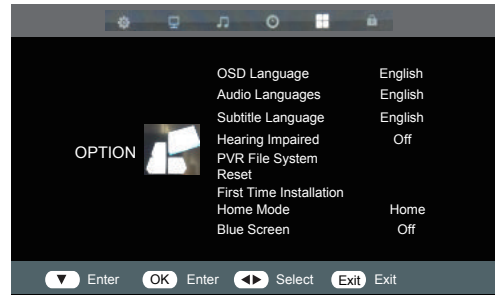 OPTION
OSD Language English
Audio Languages English
Subtitle Language English
Hearing Impaired Off
PVR File System
Reset
First Time Installation
Home Mode Home
Blue Screen Off
▼ Enter OK Enter ◀▶ Select Exit Exit